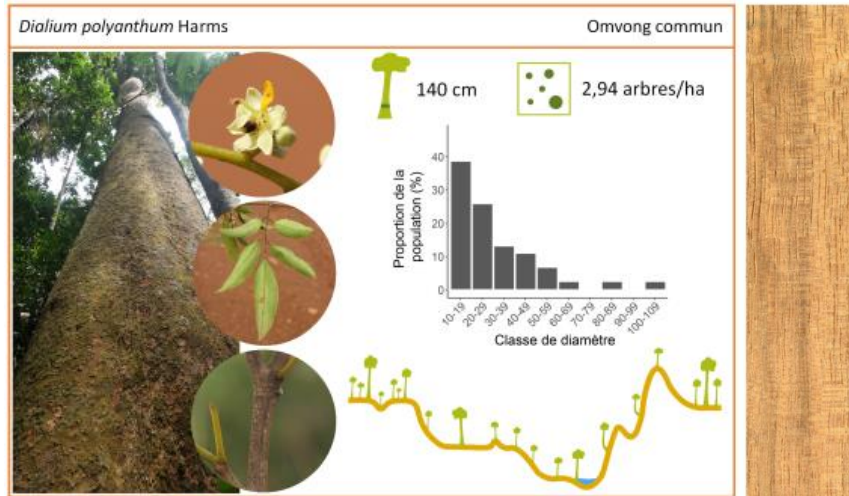 Dialium polyanthum Harms
Omvong commun
140 cm
2,94 arbres/ha
Proportion de la
population (%)
40
30
20
10
0
10-19
20-29
30-39
40-49
50-59
60-69
70-79
80-89
90-99
100-109
Classe de diamètre